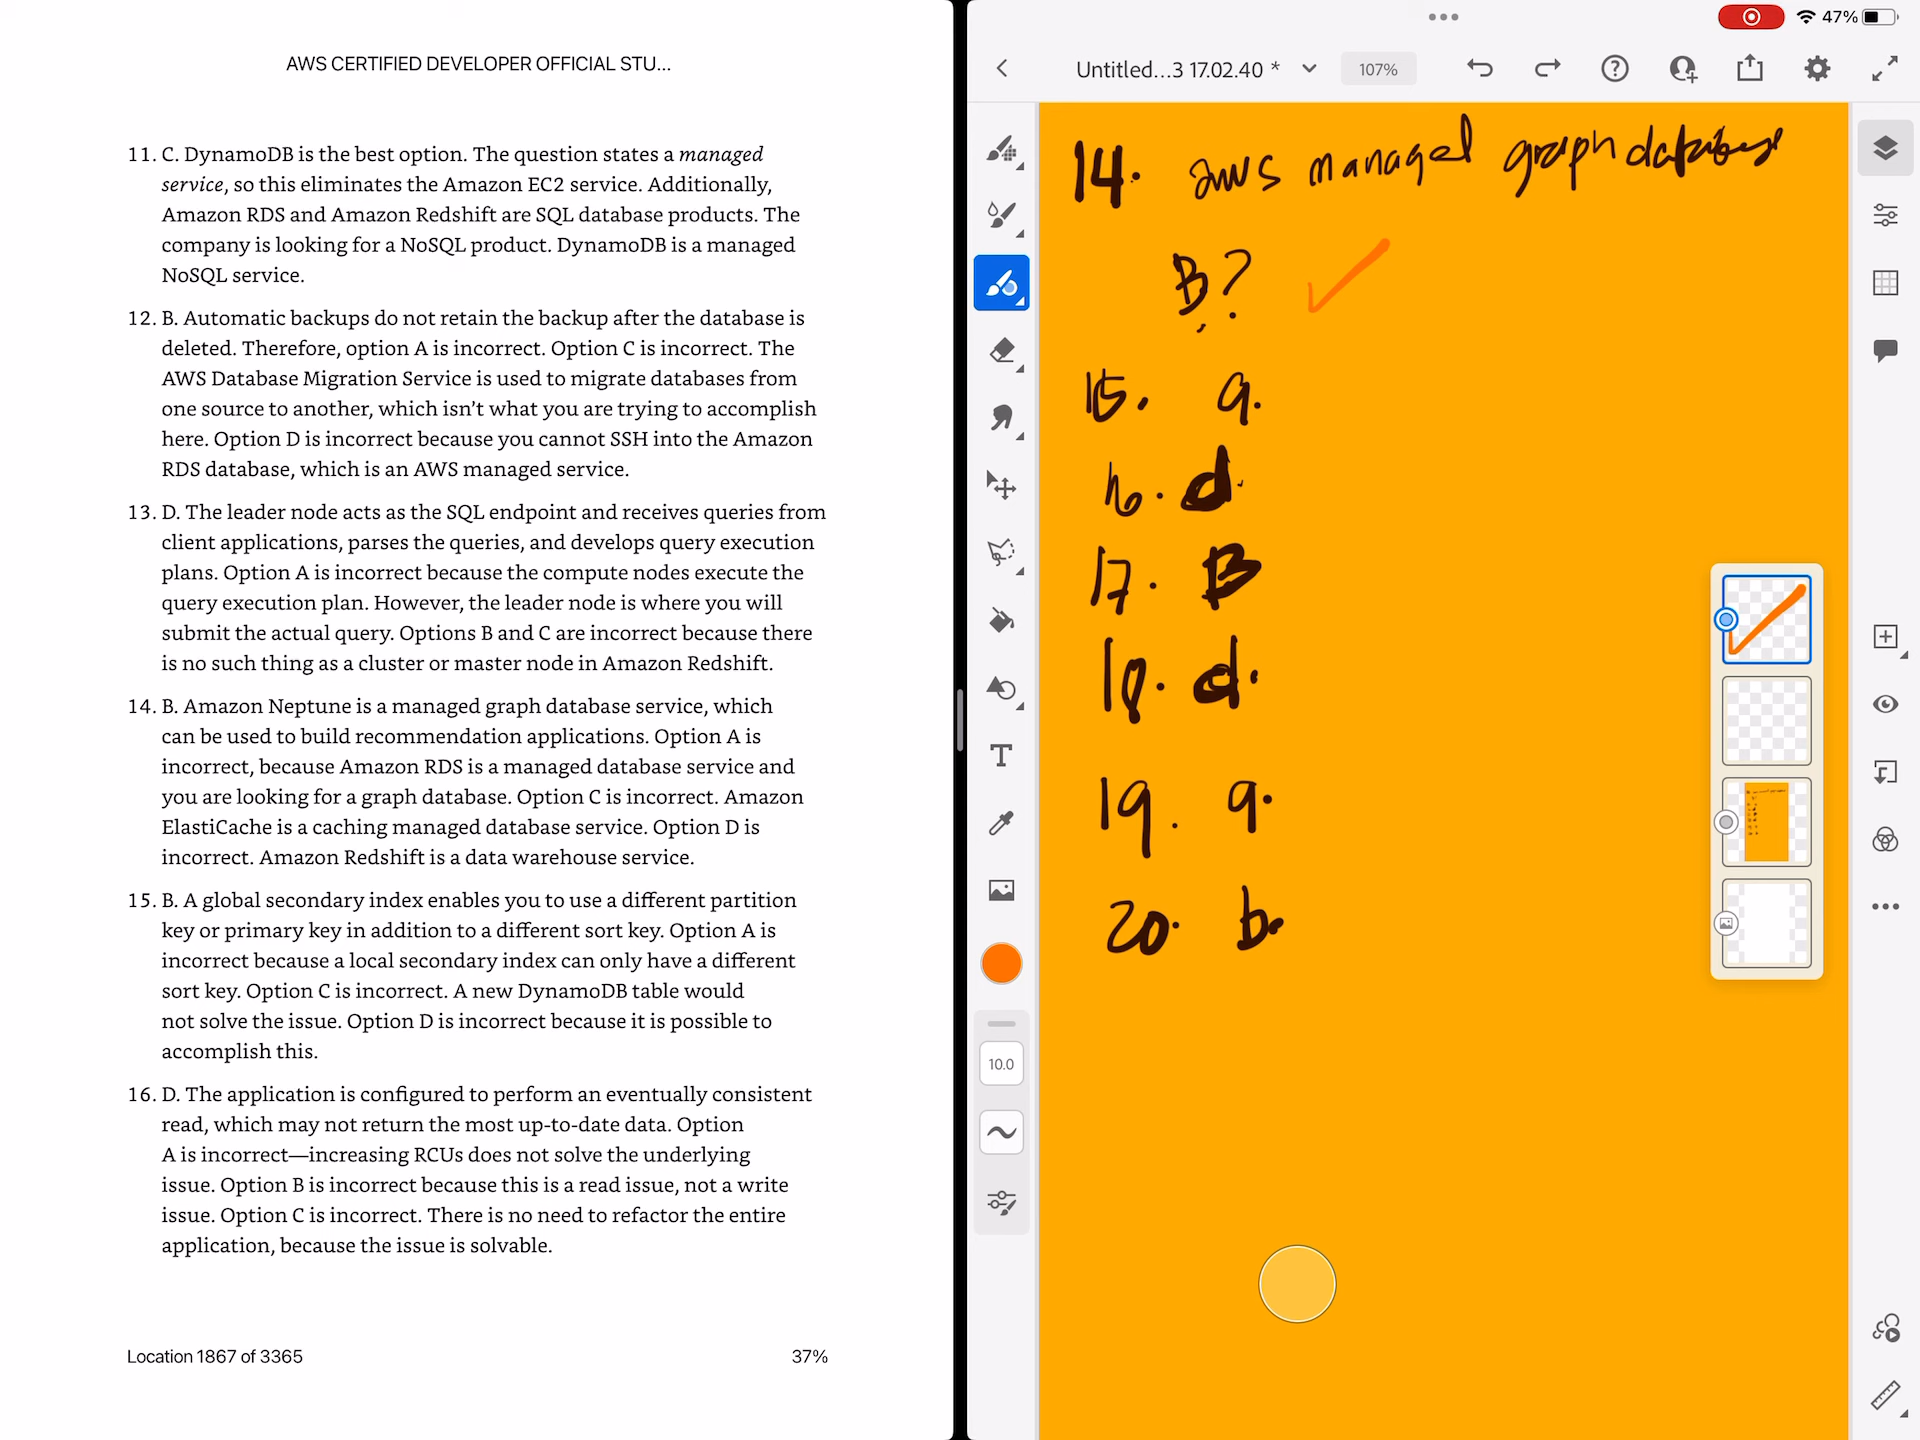 AWS CERTIFIED DEVELOPER OFFICIAL STU...
11. C. DynamoDB is the best option. The question states a managed
service, so this eliminates the Amazon EC2 service. Additionally,
Amazon RDS and Amazon Redshift are SQL database products. The
company is looking for a NoSQL product. DynamoDB is a managed
NoSQL service.
12. B. Automatic backups do not retain the backup after the database is
deleted. Therefore, option A is incorrect. Option C is incorrect. The
AWS Database Migration Service is used to migrate databases from
one source to another, which isn't what you are trying to accomplish
here. Option D is incorrect because you cannot SSH into the Amazon
RDS database, which is an AWS managed service.
13. D. The leader node acts as the SQL endpoint and receives queries from
client applications, parses the queries, and develops query execution
plans. Option A is incorrect because the compute nodes execute the
query execution plan. However, the leader node is where you will
submit the actual query. Options B and C are incorrect because there
is no such thing as a cluster or master node in Amazon Redshift.
14. B. Amazon Neptune is a managed graph database service, which
can be used to build recommendation applications. Option A is
incorrect, because Amazon RDS is a managed database service and
you are looking for a graph database. Option C is incorrect. Amazon
ElastiCache is a caching managed database service. Option D is
incorrect. Amazon Redshift is a data warehouse service.
15. B. A global secondary index enables you to use a different partition
key or primary key in addition to a different sort key. Option A is
incorrect because a local secondary index can only have a different
sort key. Option C is incorrect. A new DynamoDB table would
not solve the issue. Option D is incorrect because it is possible to
accomplish this.
16. D. The application is configured to perform an eventually consistent
read, which may not return the most up-to-date data. Option
A is incorrect—increasing RCUs does not solve the underlying
issue. Option B is incorrect because this is a read issue, not a write
issue. Option C is incorrect. There is no need to refactor the entire
application, because the issue is solvable.
Location 1867 of 3365
37%
47%
Untitled...3 17.02.40 *
107%
14. aws managed graph database
B?
15. a.
16. d.
17. B
18. d.
19. a.
20. b.
10.0